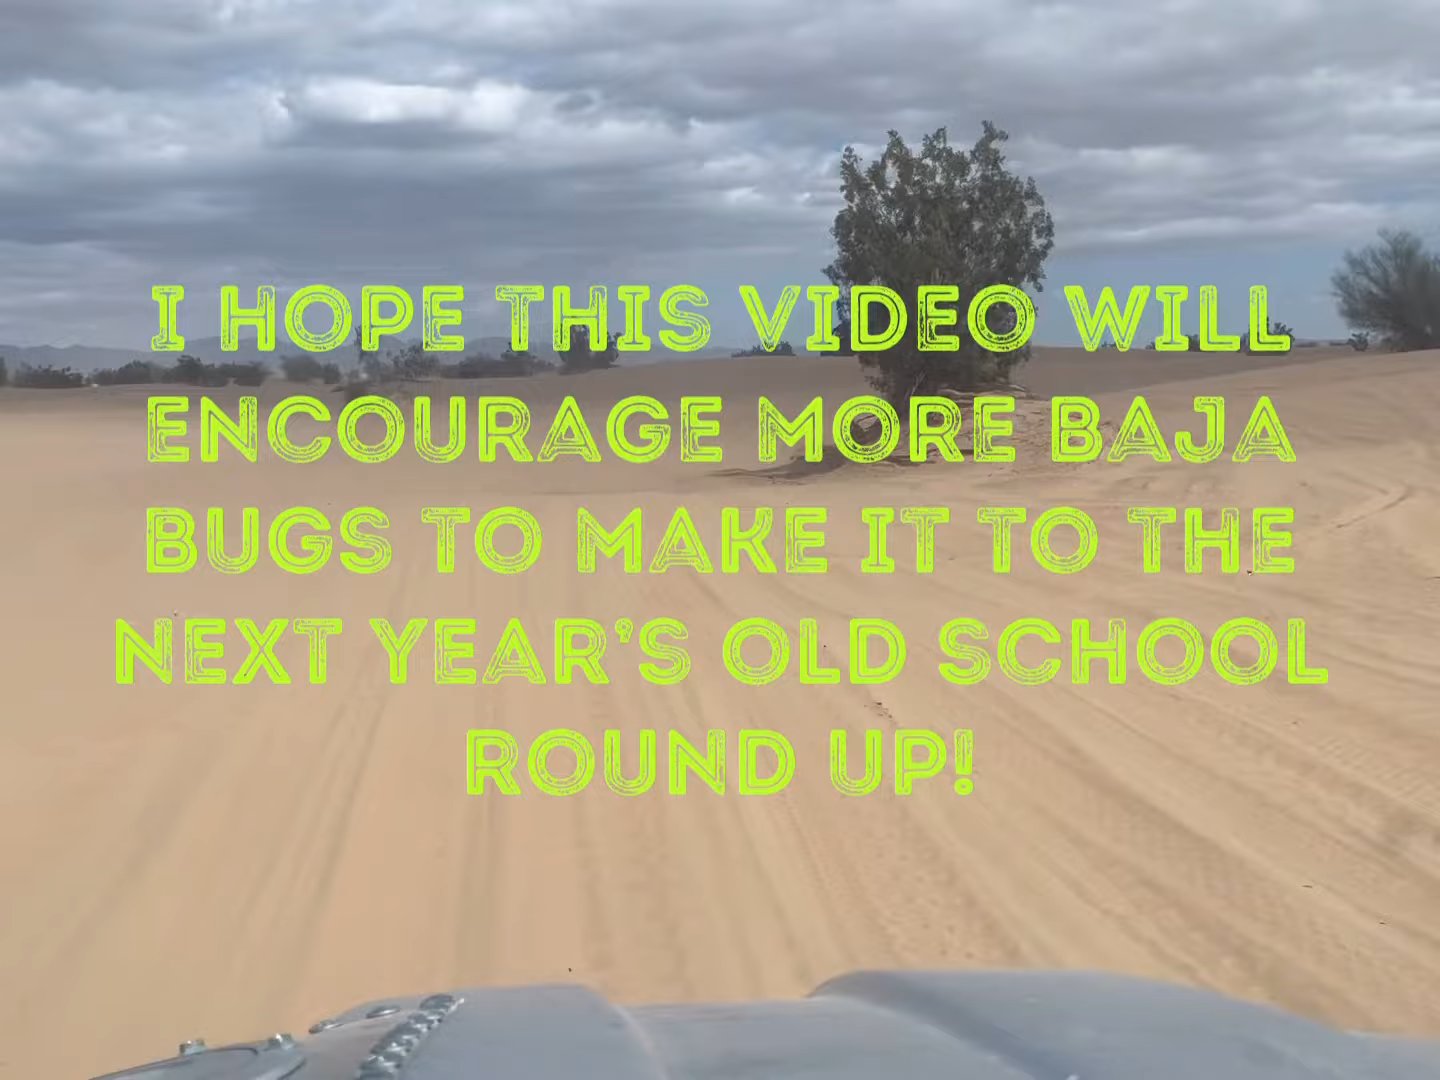 I HOPE THIS VIDEO WILL
ENCOURAGE MORE BAJA
BUGS TO MAKE IT TO THE
NEXT YEAR'S OLD SCHOOL
ROUND UP!